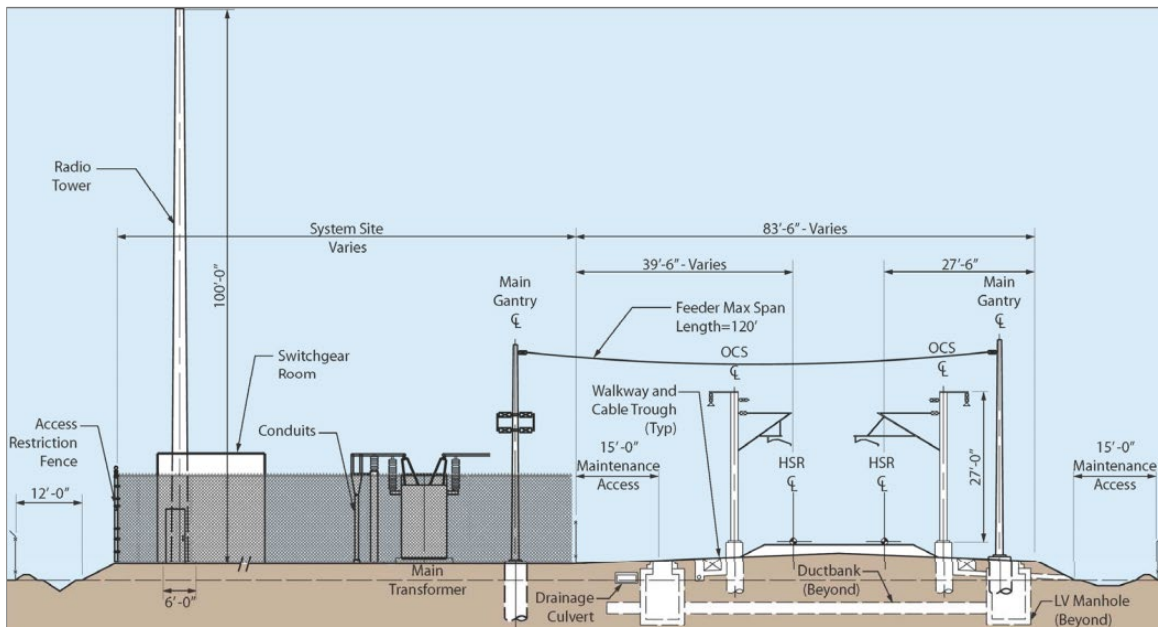 Radio
Tower
100'-0"
System Site
Varies
83'-6" - Varies
39'-6" - Varies
27'-6"
Main
Gantry
℄
Feeder Max Span
Length=120'
Main
Gantry
℄
OCS
℄
OCS
℄
Switchgear
Room
Walkway and
Cable Trough
(Typ)
Access
Restriction
Fence
Conduits
15'-0"
Maintenance
Access
HSR
℄
HSR
℄
27'-0"
15'-0"
Maintenance
Access
12'-0"
6'-0"
Main
Transformer
Drainage
Culvert
Ductbank
(Beyond)
LV Manhole
(Beyond)